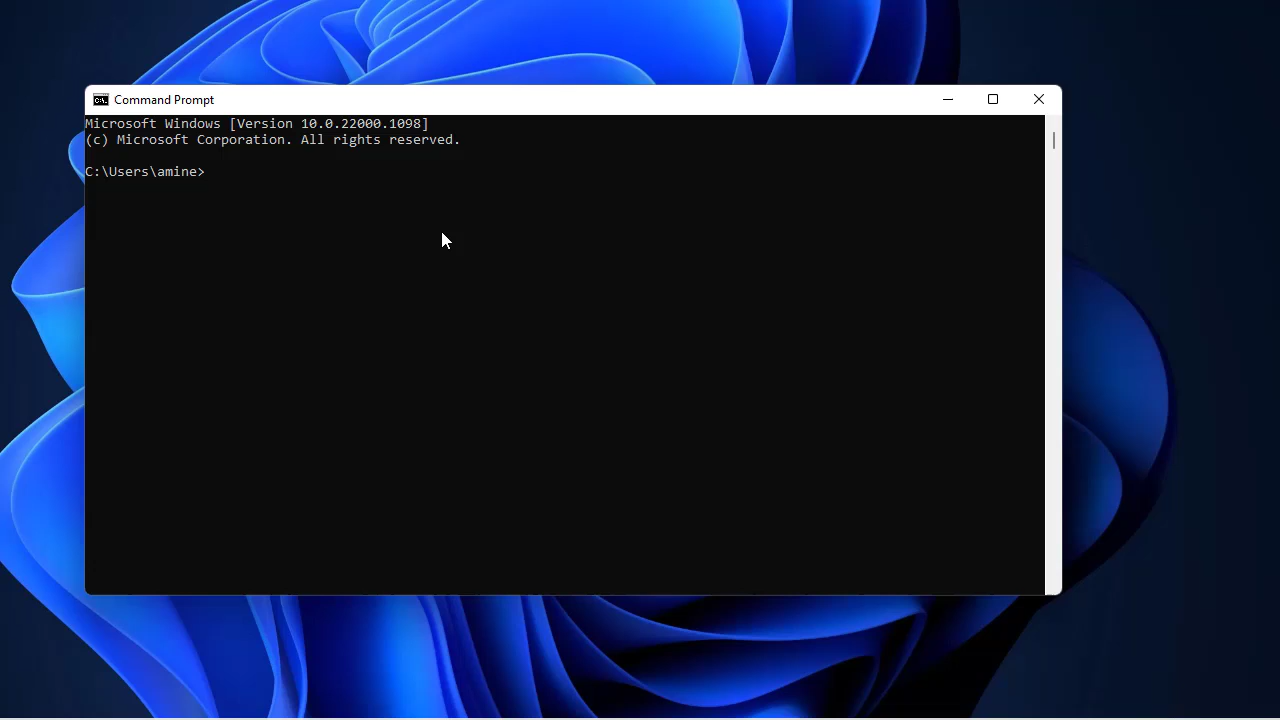 Command Prompt
Microsoft Windows [Version 10.0.22000.1098]
(c) Microsoft Corporation. All rights reserved.
C:\Users\amine>